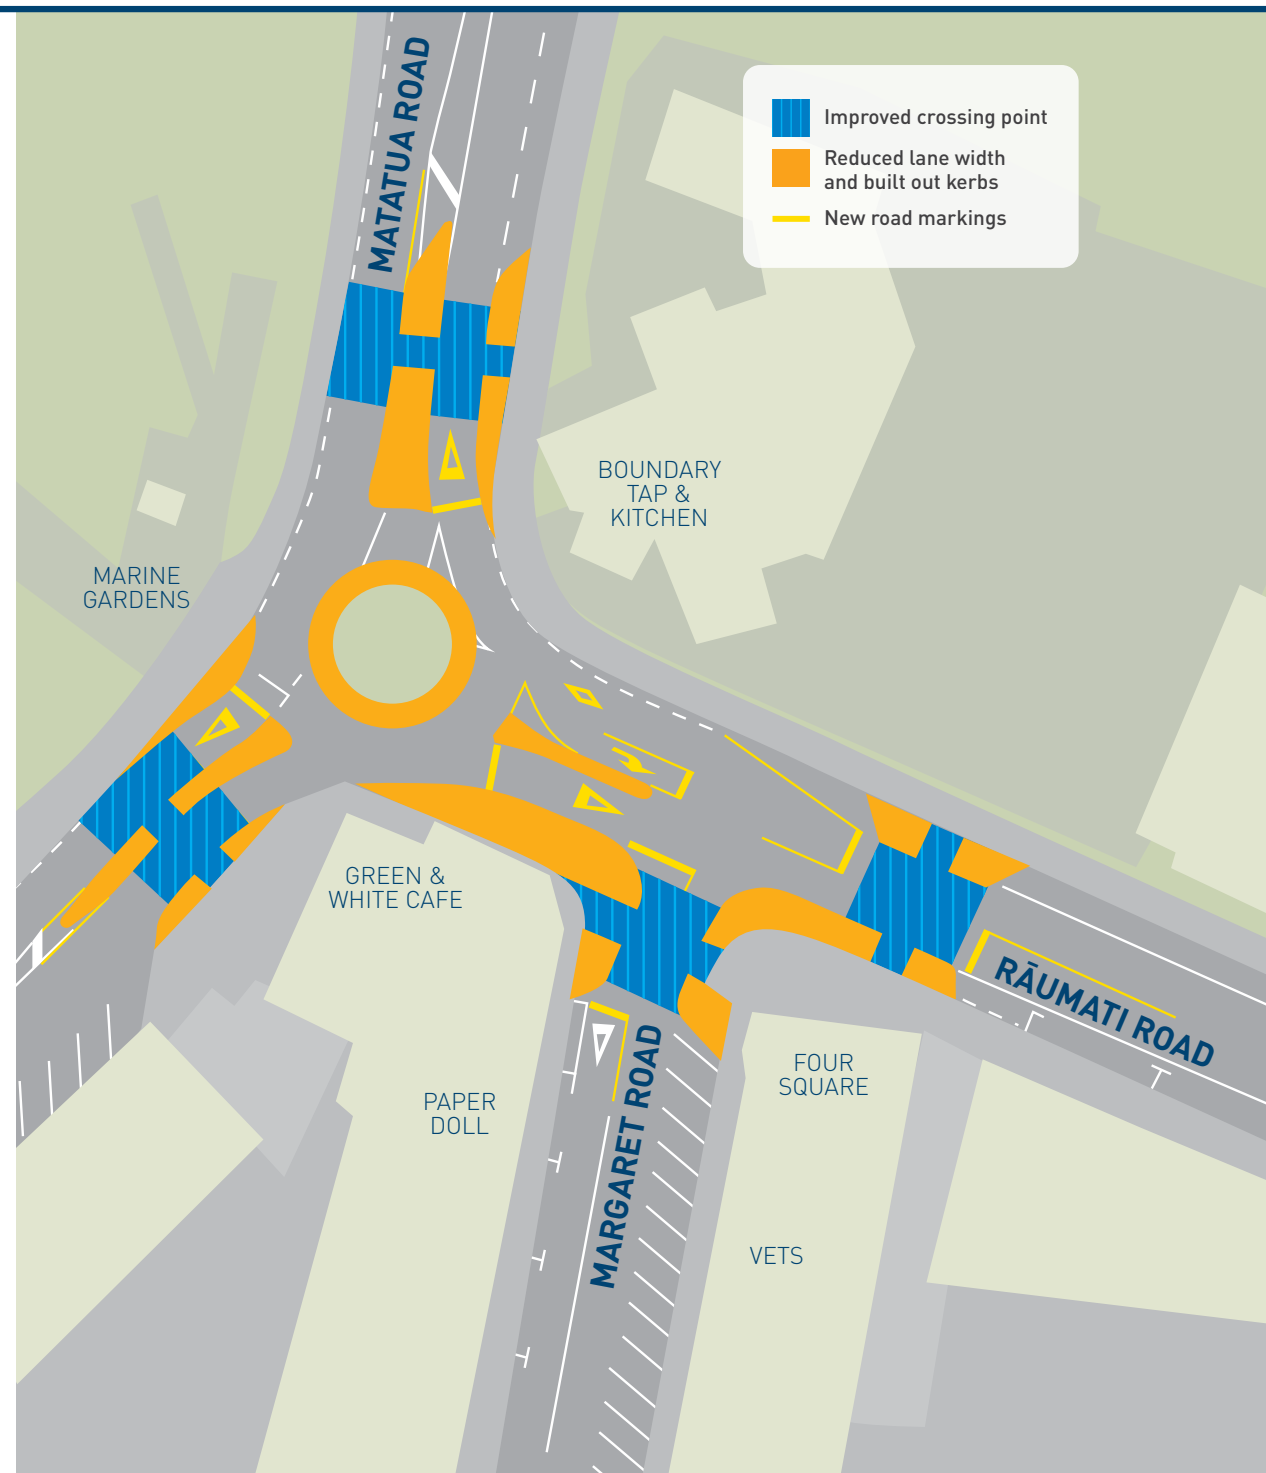 MATATUA ROAD
Improved crossing point
Reduced lane width
and built out kerbs
New road markings
BOUNDARY
TAP &
KITCHEN
MARINE
GARDENS
GREEN &
WHITE CAFE
RĀUMATI ROAD
FOUR
SQUARE
PAPER
DOLL
MARGARET ROAD
VETS